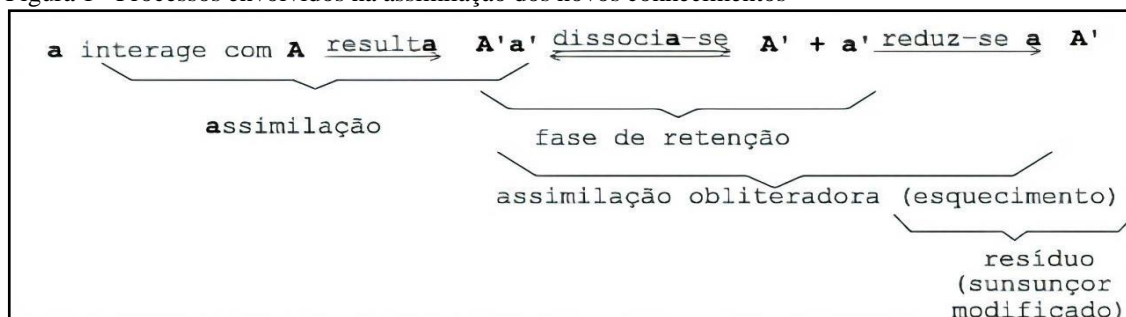 Figura 1 - Processos envolvidos na assimilação dos novos conhecimentos
a interage com A resulta A'a' dissocia-se A' + a' reduz-se a A'
assimilação
fase de retenção
assimilação obliteradora (esquecimento)
resíduo
(sunsunçor
modificado)